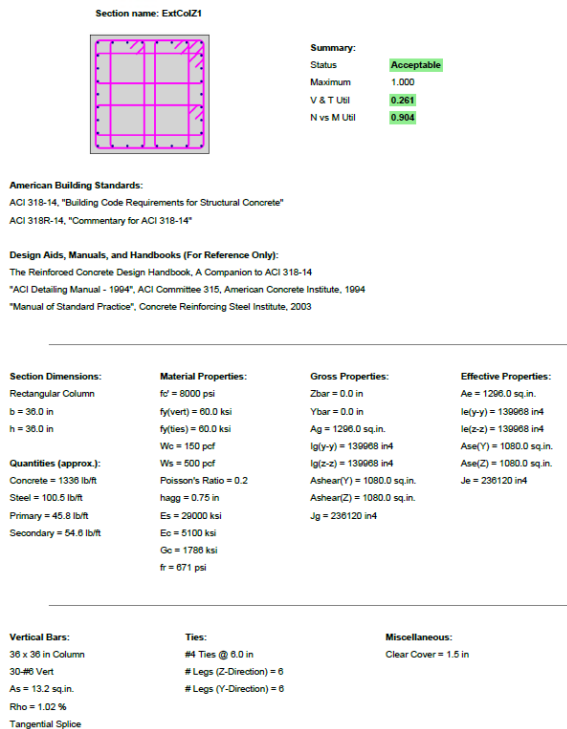 Section name: ExtColZ1
Summary:
Status Acceptable
Maximum 1.000
V & T Util 0.261
N vs M Util 0.904
American Building Standards:
ACI 318-14, "Building Code Requirements for Structural Concrete"
ACI 318R-14, "Commentary for ACI 318-14"
Design Aids, Manuals, and Handbooks (For Reference Only):
The Reinforced Concrete Design Handbook, A Companion to ACI 318-14
"ACI Detailing Manual - 1994", ACI Committee 315, American Concrete Institute, 1994
"Manual of Standard Practice", Concrete Reinforcing Steel Institute, 2003
Section Dimensions:
Rectangular Column
b = 36.0 in
h = 36.0 in
Quantities (approx.):
Concrete = 1336 lb/ft
Steel = 100.5 lb/ft
Primary = 45.8 lb/ft
Secondary = 54.6 lb/ft
Material Properties:
fc' = 8000 psi
fy(vert) = 60.0 ksi
fy(ties) = 60.0 ksi
Wc = 150 pcf
Ws = 500 pcf
Poisson's Ratio = 0.2
hagg = 0.75 in
Es = 29000 ksi
Ec = 5100 ksi
Gc = 1786 ksi
fr = 671 psi
Gross Properties:
Zbar = 0.0 in
Ybar = 0.0 in
Ag = 1296.0 sq.in.
Ig(y-y) = 139968 in4
Ig(z-z) = 139968 in4
Ashear(Y) = 1080.0 sq.in.
Ashear(Z) = 1080.0 sq.in.
Jg = 236120 in4
Effective Properties:
Ae = 1296.0 sq.in.
Ie(y-y) = 139968 in4
Ie(z-z) = 139968 in4
Ase(Y) = 1080.0 sq.in.
Ase(Z) = 1080.0 sq.in.
Je = 236120 in4
Vertical Bars:
36 x 36 in Column
30-#6 Vert
As = 13.2 sq.in.
Rho = 1.02 %
Tangential Splice
Ties:
#4 Ties @ 6.0 in
# Legs (Z-Direction) = 6
# Legs (Y-Direction) = 6
Miscellaneous:
Clear Cover = 1.5 in